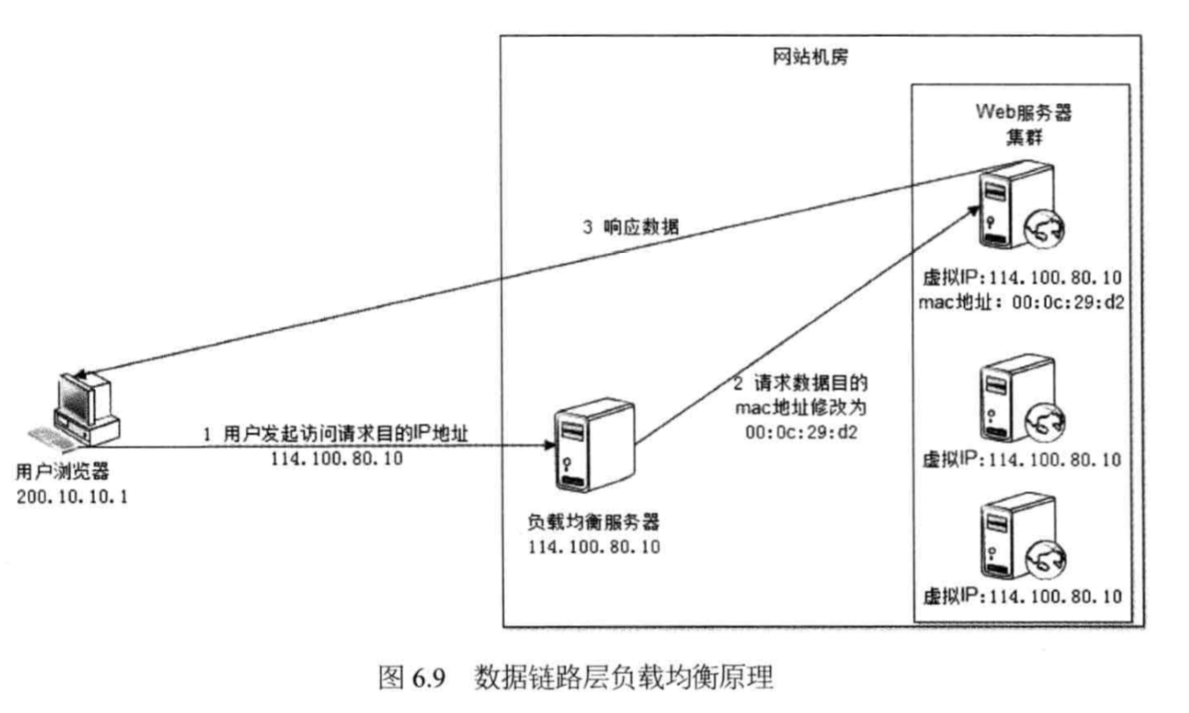 网站机房
Web服务器
集群
3 响应数据
虚拟IP:114.100.80.10
mac地址: 00:0c:29:d2
2 请求数据目的
mac地址修改为
00:0c:29:d2
1 用户发起访问请求目的IP地址
114.100.80.10
用户浏览器
200.10.10.1
虚拟IP:114.100.80.10
负载均衡服务器
114.100.80.10
虚拟IP:114.100.80.10
图 6.9 数据链路层负载均衡原理